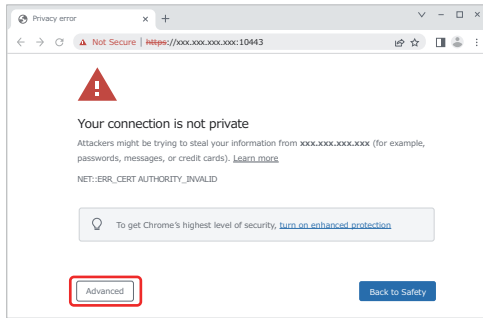 Privacy error
Not Secure | https://xxx.xxx.xxx.xxx:10443
Your connection is not private
Attackers might be trying to steal your information from xxx.xxx.xxx.xxx (for example,
passwords, messages, or credit cards). Learn more
NET::ERR_CERT AUTHORITY_INVALID
To get Chrome's highest level of security, turn on enhanced protection
Advanced
Back to Safety